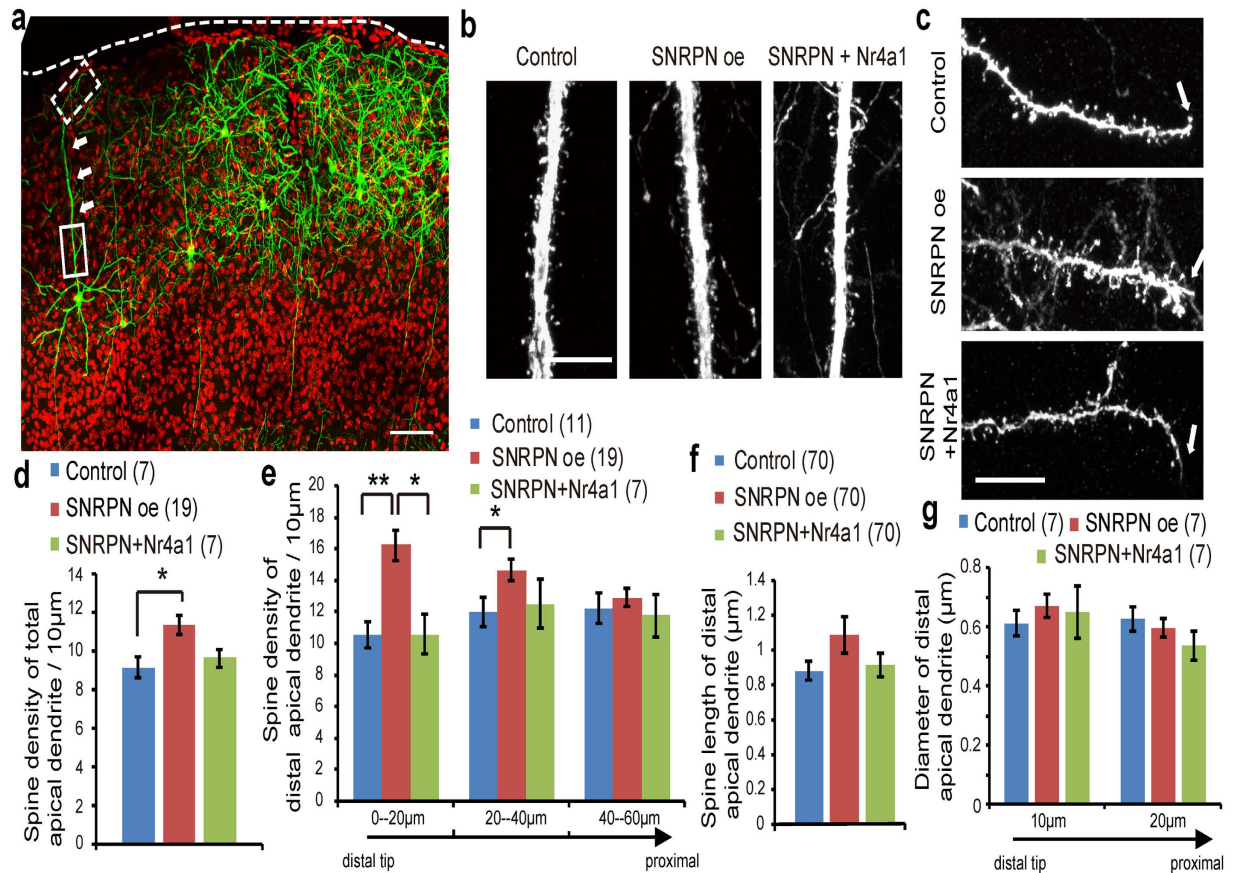 a
b
Control
SNRPN oe
SNRPN + Nr4a1
c
Control
SNRPN oe
SNRPN
+Nr4a1
d
Control (7)
SNRPN oe (19)
SNRPN+Nr4a1 (7)
*
Spine density of total
apical dendrite / 10µm
14
12
10
8
6
4
2
0
e
Control (11)
SNRPN oe (19)
SNRPN+Nr4a1 (7)
**
*
*
Spine density of
distal apical dendrite / 10µm
20
18
16
14
12
10
8
6
4
2
0
0--20µm
20--40µm
40--60µm
distal tip
proximal
f
Control (70)
SNRPN oe (70)
SNRPN+Nr4a1 (70)
Spine length of distal
apical dendrite (µm)
1.4
1.2
1
0.8
0.6
0.4
0.2
0
g
Control (7)
SNRPN oe (7)
SNRPN+Nr4a1 (7)
Diameter of distal
apical dendrite (µm)
0.8
0.6
0.4
0.2
0
10µm
20µm
distal tip
proximal